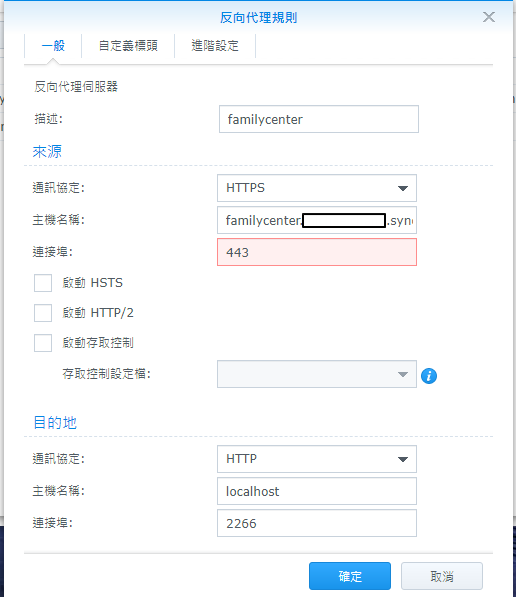 反向代理規則
一般 自定義標頭 進階設定
反向代理伺服器
描述: familycenter
來源
通訊協定: HTTPS
主機名稱: familycenter. .syn
連接埠: 443
啟動 HSTS
啟動 HTTP/2
啟動存取控制
存取控制設定檔:
目的地
通訊協定: HTTP
主機名稱: localhost
連接埠: 2266
確定 取消